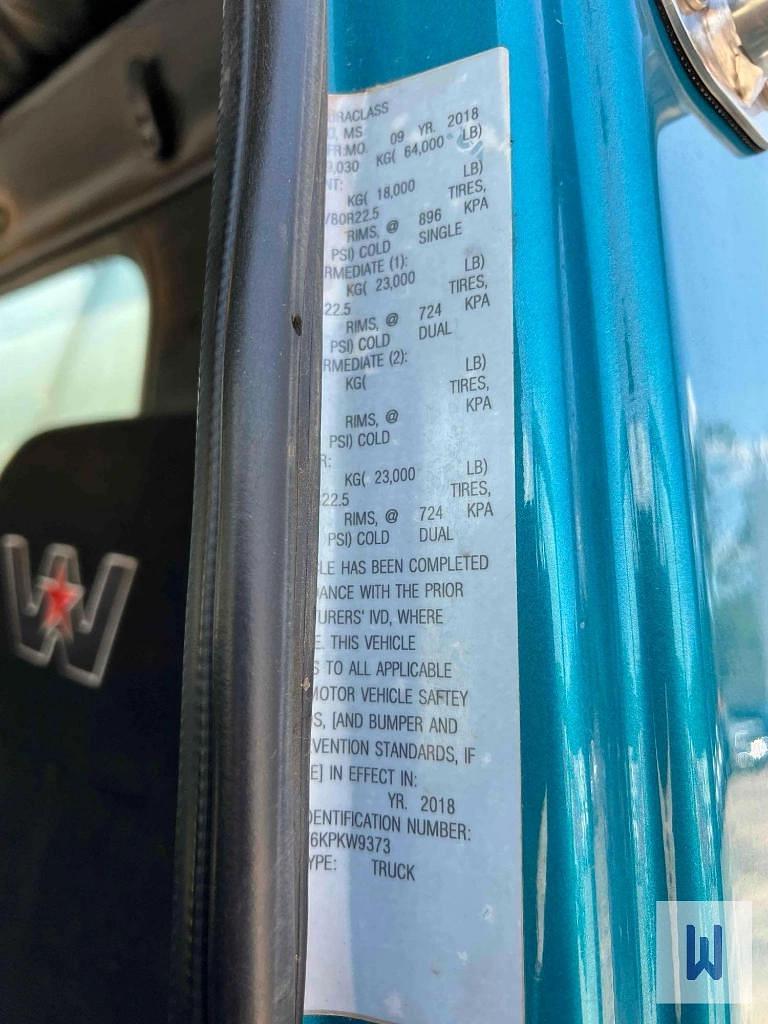 URACLASS
O, MS
FR.MO. 09 YR. 2018
9,030 KG( 64,000 LB)
NT:
KG( 18,000 LB)
/80R22.5 TIRES,
RIMS, @ 896 KPA
PSI) COLD SINGLE
RMEDIATE (1):
KG( 23,000 LB)
22.5 TIRES,
RIMS, @ 724 KPA
PSI) COLD DUAL
RMEDIATE (2):
KG( LB)
TIRES,
RIMS, @ KPA
PSI) COLD
R:
KG( 23,000 LB)
22.5 TIRES,
RIMS, @ 724 KPA
PSI) COLD DUAL
LE HAS BEEN COMPLETED
DANCE WITH THE PRIOR
TURERS' IVD, WHERE
E. THIS VEHICLE
S TO ALL APPLICABLE
MOTOR VEHICLE SAFTEY
DS, [AND BUMPER AND
EVENTION STANDARDS, IF
E] IN EFFECT IN:
YR. 2018
DENTIFICATION NUMBER:
6KPKW9373
YPE: TRUCK
W
W